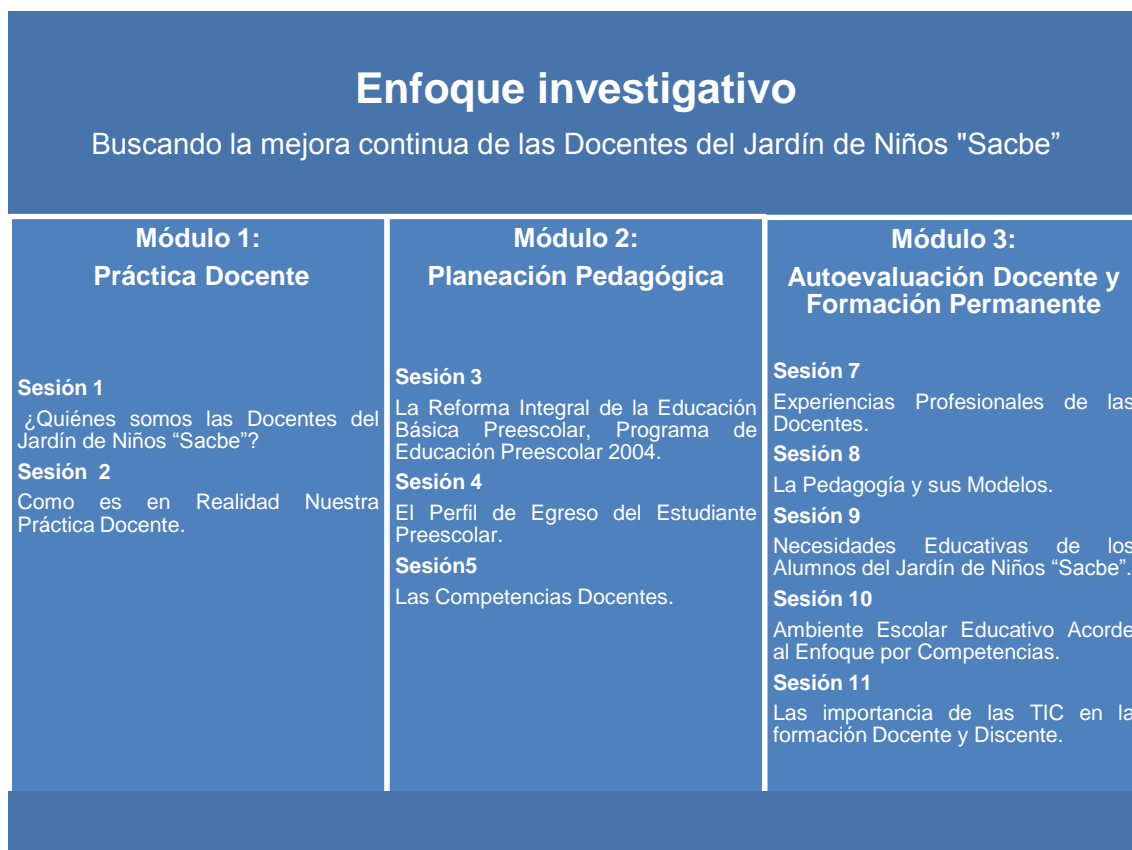 Enfoque investigativo
Buscando la mejora continua de las Docentes del Jardín de Niños "Sacbe”
Módulo 1:
Práctica Docente
Sesión 1
¿Quiénes somos las Docentes del
Jardín de Niños “Sacbe”?
Sesión 2
Como es en Realidad Nuestra
Práctica Docente.
Módulo 2:
Planeación Pedagógica
Sesión 3
La Reforma Integral de la Educación
Básica Preescolar, Programa de
Educación Preescolar 2004.
Sesión 4
El Perfil de Egreso del Estudiante
Preescolar.
Sesión5
Las Competencias Docentes.
Módulo 3:
Autoevaluación Docente y
Formación Permanente
Sesión 7
Experiencias Profesionales de las
Docentes.
Sesión 8
La Pedagogía y sus Modelos.
Sesión 9
Necesidades Educativas de los
Alumnos del Jardín de Niños “Sacbe”.
Sesión 10
Ambiente Escolar Educativo Acorde
al Enfoque por Competencias.
Sesión 11
Las importancia de las TIC en la
formación Docente y Discente.